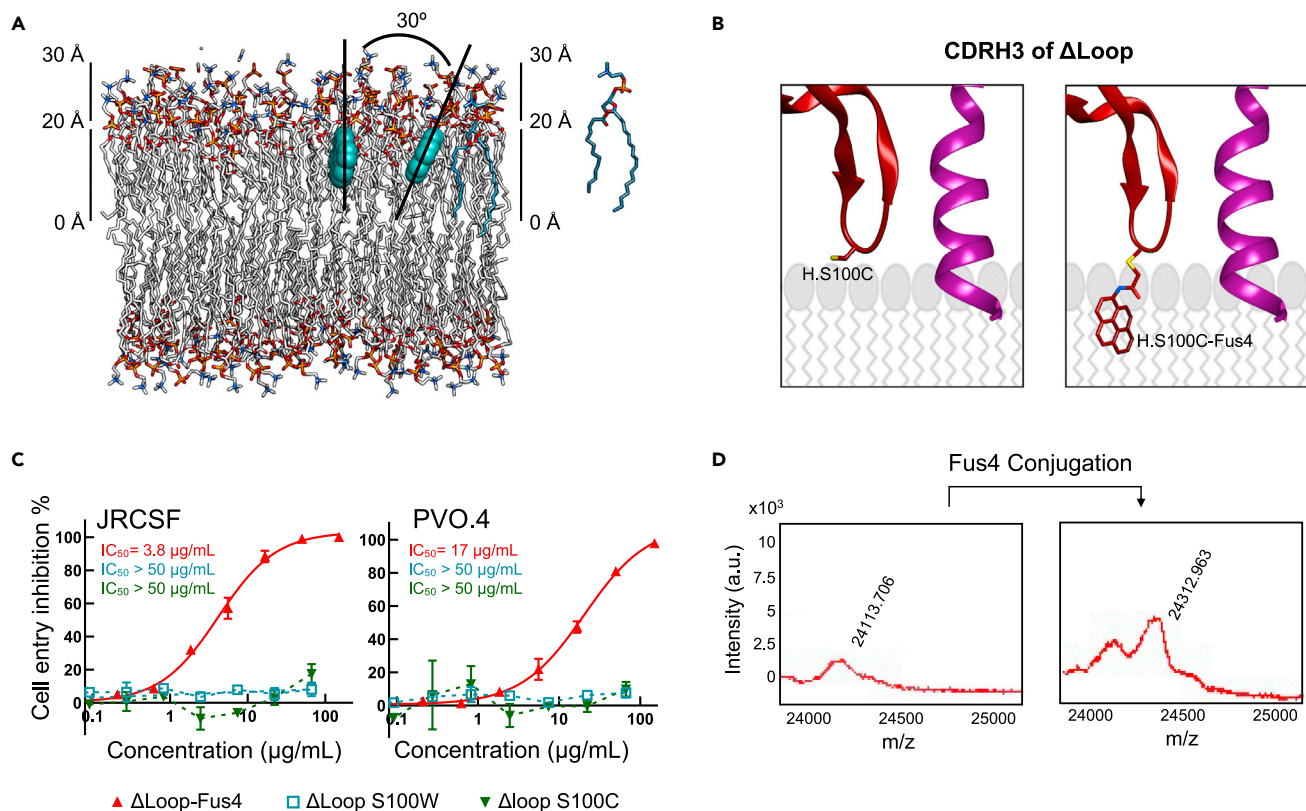 A
30º
30 Å
20 Å
0 Å
30 Å
20 Å
0 Å
B
CDRH3 of ΔLoop
H.S100C
H.S100C-Fus4
C
JRCSF
IC50= 3.8 µg/mL
IC50 > 50 µg/mL
IC50 > 50 µg/mL
Cell entry inhibition %
100
80
60
40
20
0
0.1 1 10 100
Concentration (µg/mL)
PVO.4
IC50= 17 µg/mL
IC50 > 50 µg/mL
IC50 > 50 µg/mL
100
80
60
40
20
0
0.1 1 10 100
Concentration (µg/mL)
ΔLoop-Fus4 ΔLoop S100W Δloop S100C
D
Fus4 Conjugation
x10³
Intensity (a.u.)
10
7.5
5
2.5
0
24113.706
24000 24500 25000
m/z
24312.963
24000 24500 25000
m/z